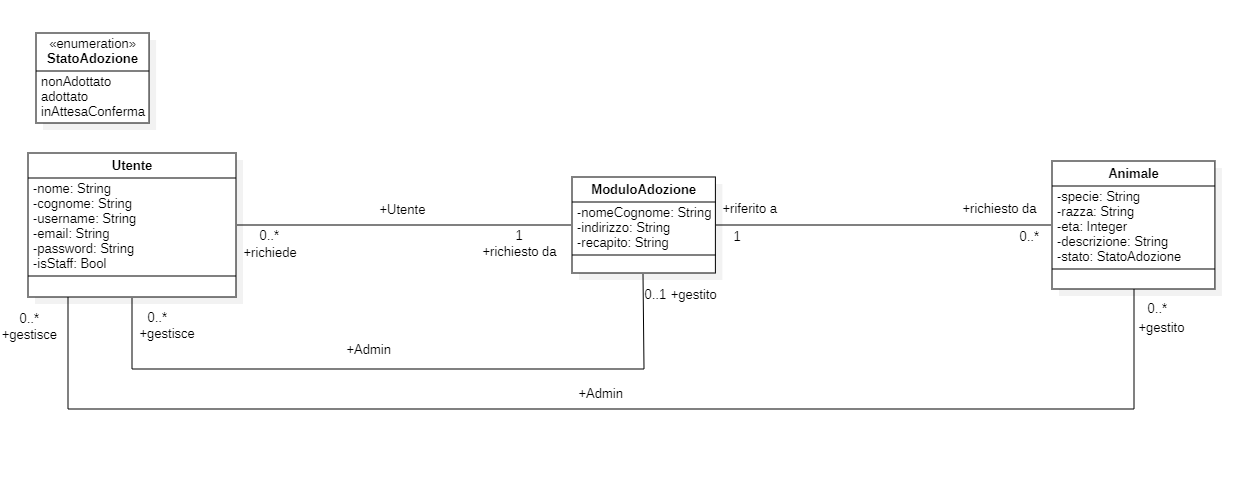 «enumeration»
StatoAdozione
nonAdottato
adottato
inAttesaConferma
Utente
-nome: String
-cognome: String
-username: String
-email: String
-password: String
-isStaff: Bool
+Utente
0..*
+richiede
1
+richiesto da
ModuloAdozione
-nomeCognome: String
-indirizzo: String
-recapito: String
+riferito a
1
+richiesto da
0..*
Animale
-specie: String
-razza: String
-eta: Integer
-descrizione: String
-stato: StatoAdozione
0..*
+gestisce
0..*
+gestisce
0..1 +gestito
0..*
+gestito
+Admin
+Admin